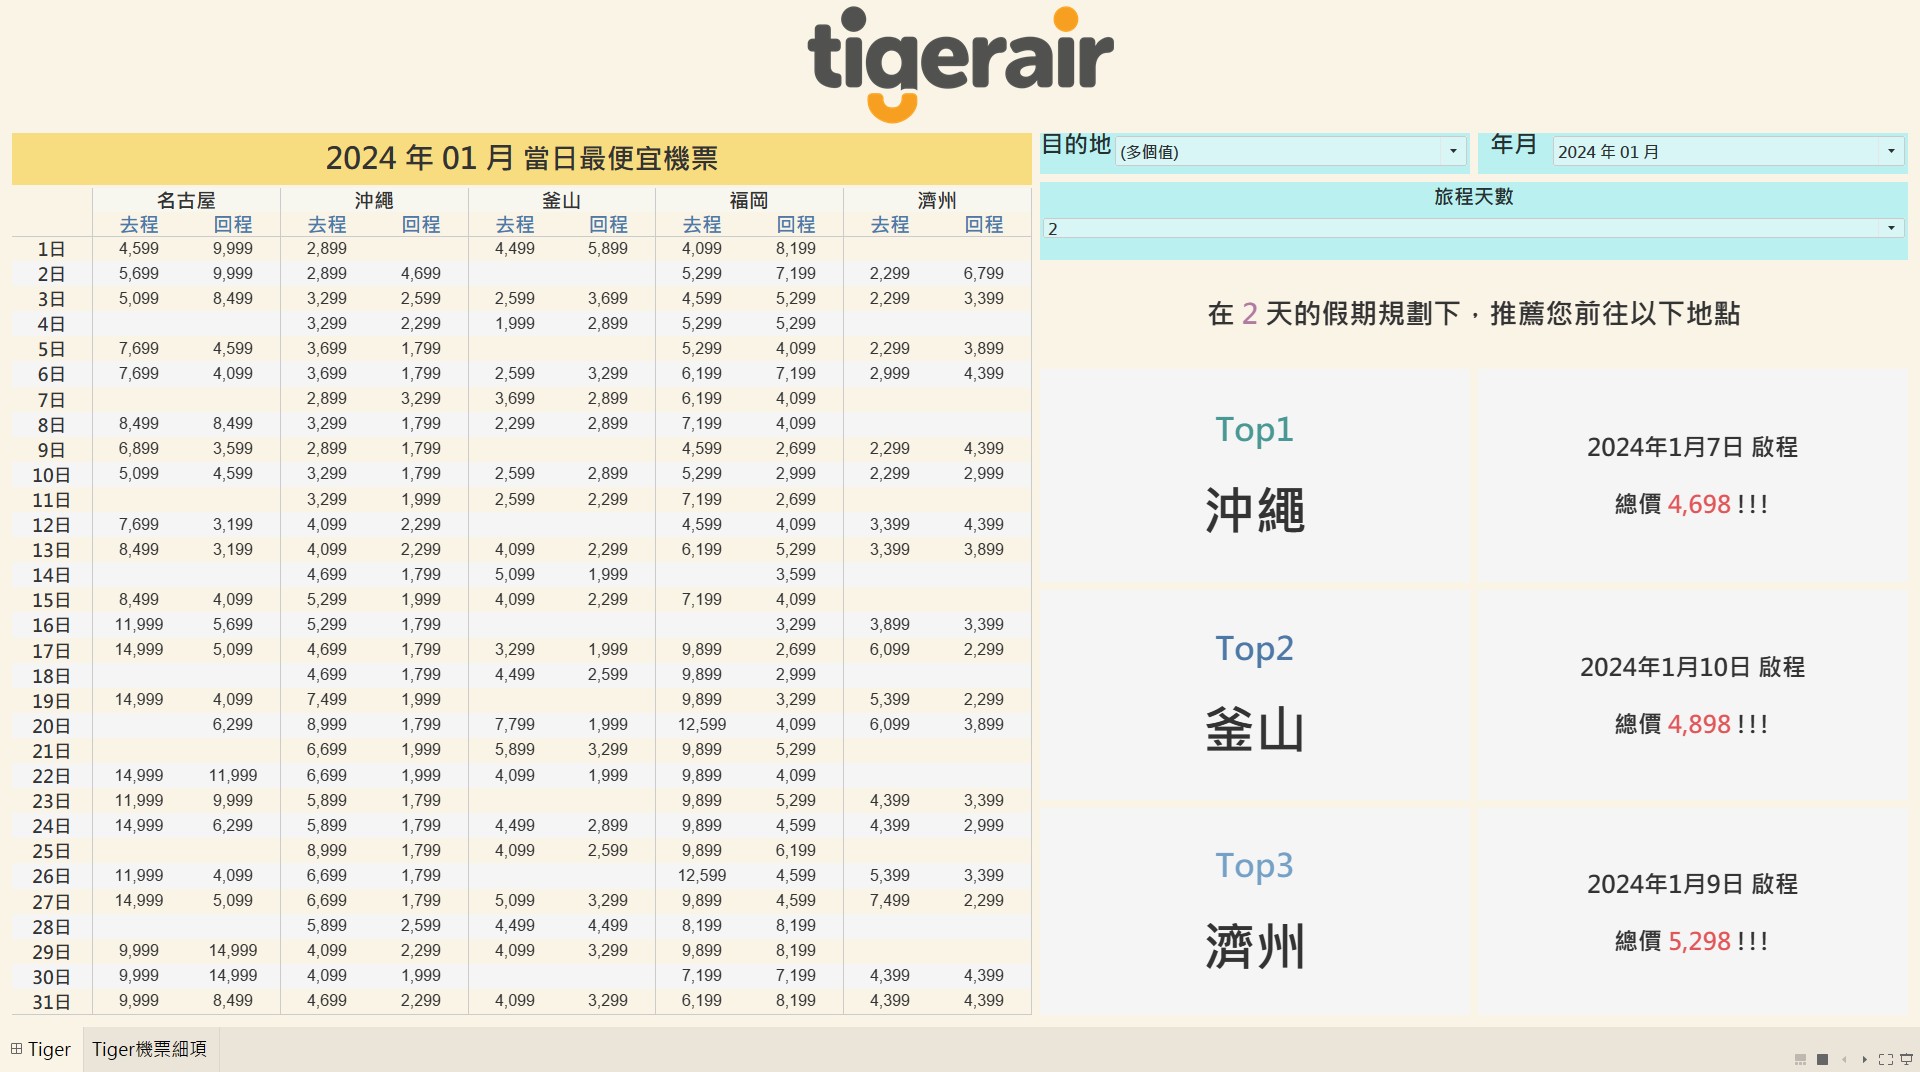 tigerair
2024 年 01 月 當日最便宜機票
目的地 (多個值) 年月 2024 年 01 月
旅程天數
2
名古屋 沖繩 釜山 福岡 濟州
去程 回程 去程 回程 去程 回程 去程 回程 去程 回程
1日 4,599 9,999 2,899 4,499 5,899 4,099 8,199
2日 5,699 9,999 2,899 4,699 5,299 7,199 2,299 6,799
3日 5,099 8,499 3,299 2,599 2,599 3,699 4,599 5,299 2,299 3,399
4日 3,299 2,299 1,999 2,899 5,299 5,299
5日 7,699 4,599 3,699 1,799 5,299 4,099 2,299 3,899
6日 7,699 4,099 3,699 1,799 2,599 3,299 6,199 7,199 2,999 4,399
7日 2,899 3,299 3,699 2,899 6,199 4,099
8日 8,499 8,499 3,299 1,799 2,299 2,899 7,199 4,099
9日 6,899 3,599 2,899 1,799 4,599 2,699 2,299 4,399
10日 5,099 4,599 3,299 1,799 2,599 2,899 5,299 2,999 2,299 2,999
11日 3,299 1,999 2,599 2,299 7,199 2,699
12日 7,699 3,199 4,099 2,299 4,599 4,099 3,399 4,399
13日 8,499 3,199 4,099 2,299 4,099 2,299 6,199 5,299 3,399 3,899
14日 4,699 1,799 5,099 1,999 3,599
15日 8,499 4,099 5,299 1,999 4,099 2,299 7,199 4,099
16日 11,999 5,699 5,299 1,799 3,299 3,899 3,399
17日 14,999 5,099 4,699 1,799 3,299 1,999 9,899 2,699 6,099 2,299
18日 4,699 1,799 4,499 2,599 9,899 2,999
19日 14,999 4,099 7,499 1,999 9,899 3,299 5,399 2,299
20日 6,299 8,999 1,799 7,799 1,999 12,599 4,099 6,099 3,899
21日 6,699 1,999 5,899 3,299 9,899 5,299
22日 14,999 11,999 6,699 1,999 4,099 1,999 9,899 4,099
23日 11,999 9,999 5,899 1,799 9,899 5,299 4,399 3,399
24日 14,999 6,299 5,899 1,799 4,499 2,899 9,899 4,599 4,399 2,999
25日 8,999 1,799 4,099 2,599 9,899 6,199
26日 11,999 4,099 6,699 1,799 12,599 4,599 5,399 3,399
27日 14,999 5,099 6,699 1,799 5,099 3,299 9,899 4,599 7,499 2,299
28日 5,899 2,599 4,499 4,499 8,199 8,199
29日 9,999 14,999 4,099 2,299 4,099 3,299 9,899 8,199
30日 9,999 14,999 4,099 1,999 7,199 7,199 4,399 4,399
31日 9,999 8,499 4,699 2,299 4,099 3,299 6,199 8,199 4,399 4,399
在 2 天的假期規劃下，推薦您前往以下地點
Top1
沖繩
2024年1月7日 啟程
總價 4,698 !!!
Top2
釜山
2024年1月10日 啟程
總價 4,898 !!!
Top3
濟州
2024年1月9日 啟程
總價 5,298 !!!
Tiger Tiger機票細項